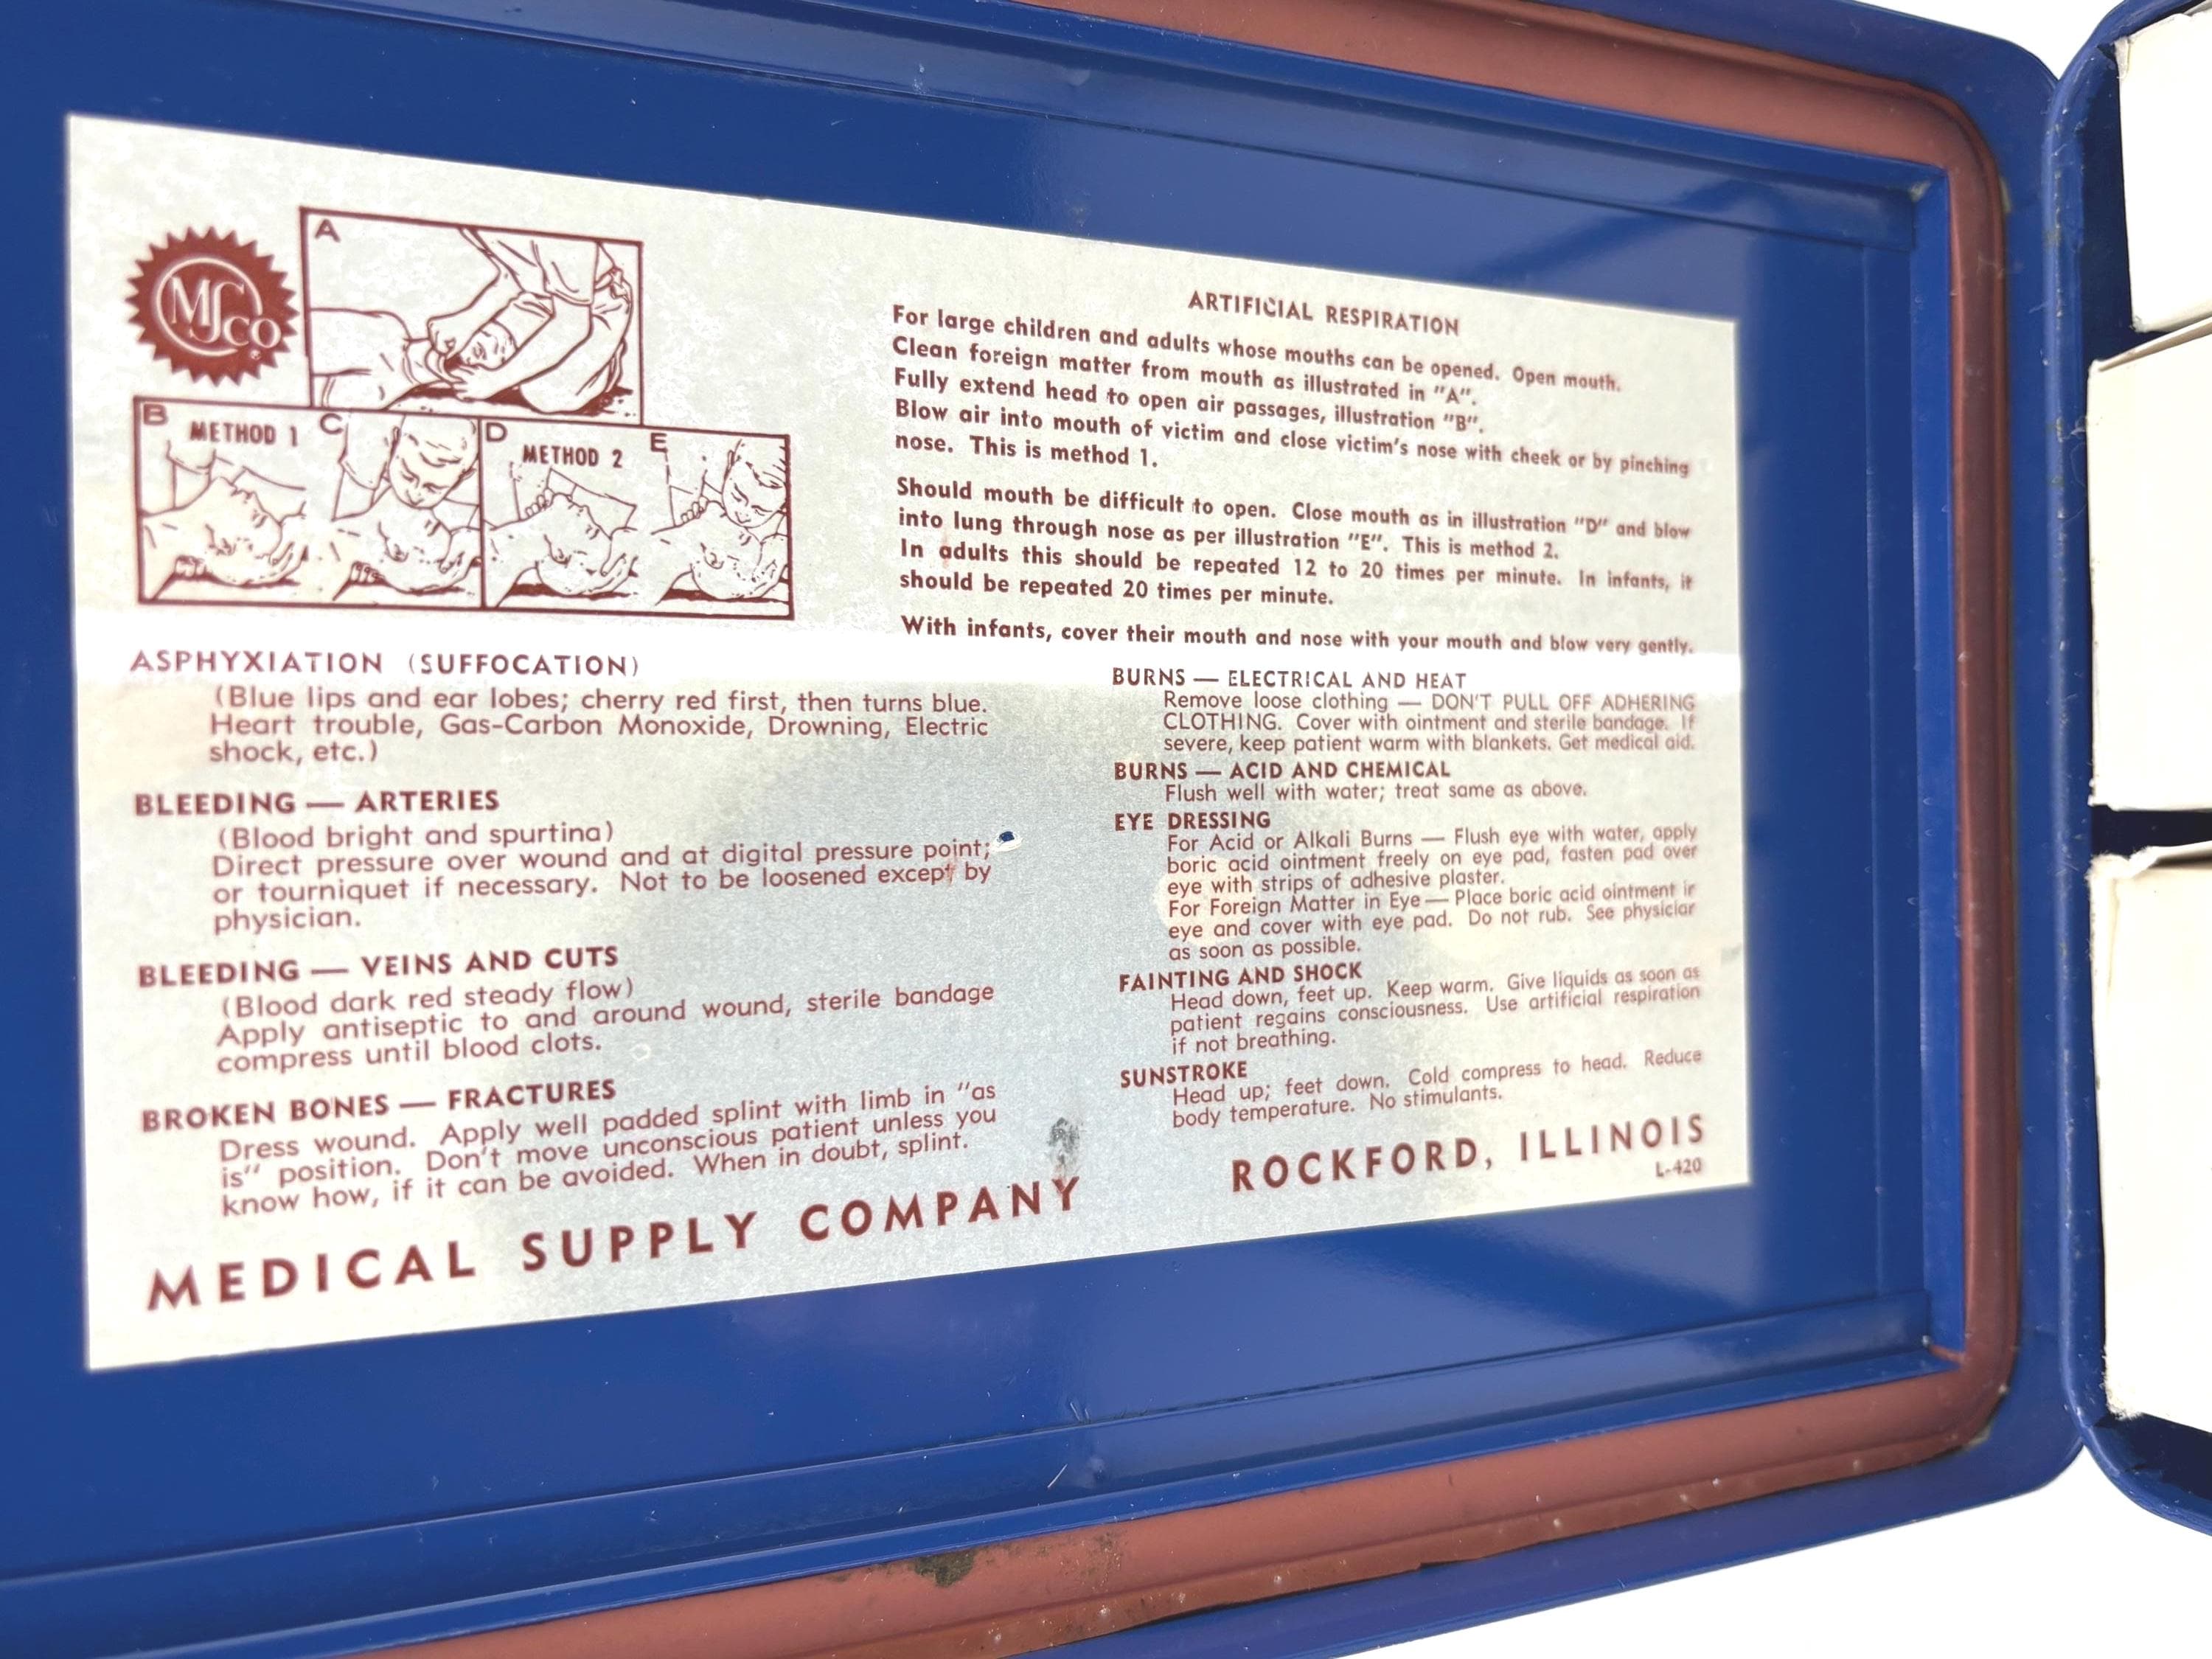 MSCO
A
B
METHOD 1
C
D
METHOD 2
E
ARTIFICIAL RESPIRATION
For large children and adults whose mouths can be opened. Open mouth.
Clean foreign matter from mouth as illustrated in "A".
Fully extend head to open air passages, illustration "B".
Blow air into mouth of victim and close victim's nose with cheek or by pinching
nose. This is method 1.
Should mouth be difficult to open. Close mouth as in illustration "D" and blow
into lung through nose as per illustration "E". This is method 2.
In adults this should be repeated 12 to 20 times per minute. In infants, it
should be repeated 20 times per minute.
With infants, cover their mouth and nose with your mouth and blow very gently.
ASPHYXIATION (SUFFOCATION)
(Blue lips and ear lobes; cherry red first, then turns blue.
Heart trouble, Gas-Carbon Monoxide, Drowning, Electric
shock, etc.)
BLEEDING — ARTERIES
(Blood bright and spurtina)
Direct pressure over wound and at digital pressure point;
or tourniquet if necessary. Not to be loosened except by
physician.
BLEEDING — VEINS AND CUTS
(Blood dark red steady flow)
Apply antiseptic to and around wound, sterile bandage
compress until blood clots.
BROKEN BONES — FRACTURES
Dress wound. Apply well padded splint with limb in "as
is" position. Don't move unconscious patient unless you
know how, if it can be avoided. When in doubt, splint.
BURNS — ELECTRICAL AND HEAT
Remove loose clothing — DON'T PULL OFF ADHERING
CLOTHING. Cover with ointment and sterile bandage. If
severe, keep patient warm with blankets. Get medical aid.
BURNS — ACID AND CHEMICAL
Flush well with water; treat same as above.
EYE DRESSING
For Acid or Alkali Burns — Flush eye with water, apply
boric acid ointment freely on eye pad, fasten pad over
eye with strips of adhesive plaster.
For Foreign Matter in Eye — Place boric acid ointment ir
eye and cover with eye pad. Do not rub. See physiciar
as soon as possible.
FAINTING AND SHOCK
Head down, feet up. Keep warm. Give liquids as soon as
patient regains consciousness. Use artificial respiration
if not breathing.
SUNSTROKE
Head up; feet down. Cold compress to head. Reduce
body temperature. No stimulants.
MEDICAL SUPPLY COMPANY
ROCKFORD, ILLINOIS
L-420